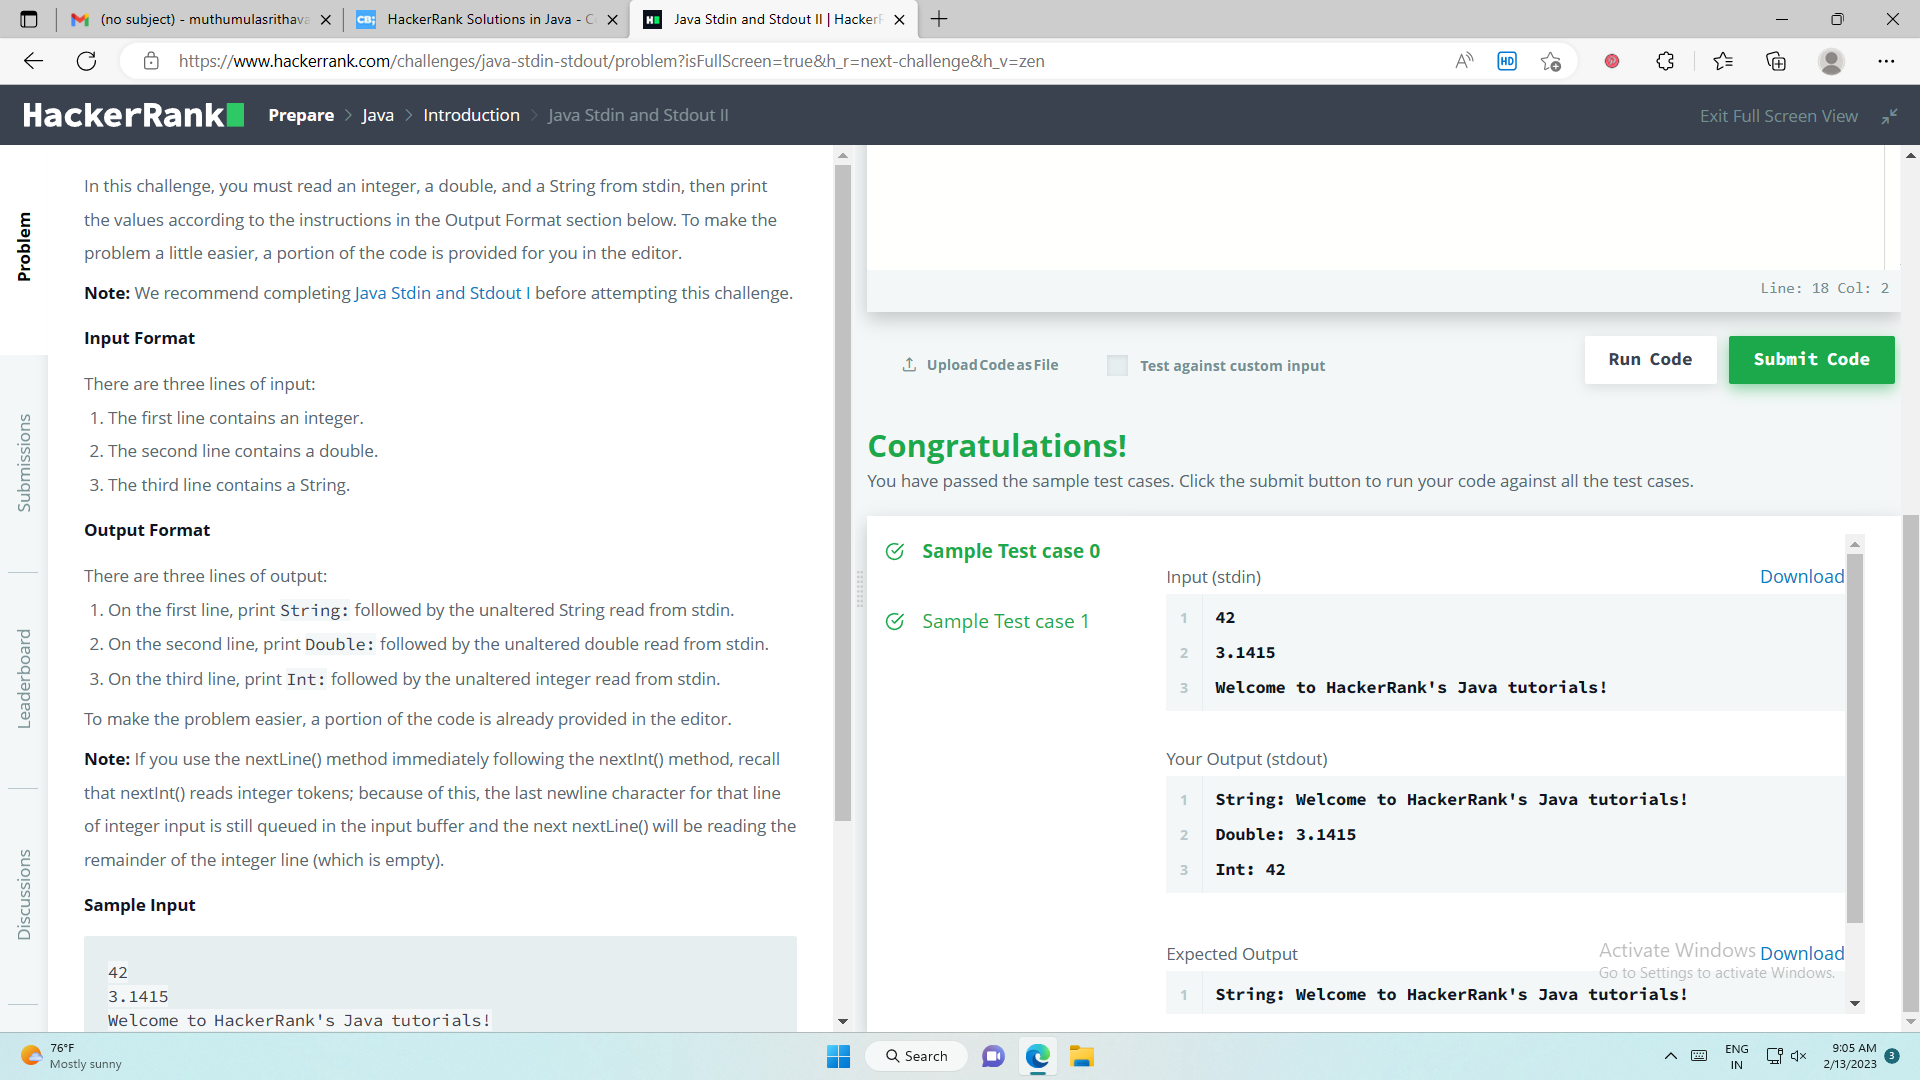 (no subject) - muthumulasrithava
HackerRank Solutions in Java - C
Java Stdin and Stdout II | HackerR
https://www.hackerrank.com/challenges/java-stdin-stdout/problem?isFullScreen=true&h_r=next-challenge&h_v=zen
HackerRank
Prepare > Java > Introduction > Java Stdin and Stdout II
Exit Full Screen View
Problem
Submissions
Leaderboard
Discussions
In this challenge, you must read an integer, a double, and a String from stdin, then print
the values according to the instructions in the Output Format section below. To make the
problem a little easier, a portion of the code is provided for you in the editor.
Note: We recommend completing Java Stdin and Stdout I before attempting this challenge.
Input Format
There are three lines of input:
1. The first line contains an integer.
2. The second line contains a double.
3. The third line contains a String.
Output Format
There are three lines of output:
1. On the first line, print String: followed by the unaltered String read from stdin.
2. On the second line, print Double: followed by the unaltered double read from stdin.
3. On the third line, print Int: followed by the unaltered integer read from stdin.
To make the problem easier, a portion of the code is already provided in the editor.
Note: If you use the nextLine() method immediately following the nextInt() method, recall
that nextInt() reads integer tokens; because of this, the last newline character for that line
of integer input is still queued in the input buffer and the next nextLine() will be reading the
remainder of the integer line (which is empty).
Sample Input
42
3.1415
Welcome to HackerRank's Java tutorials!
Line: 18 Col: 2
Upload Code as File
Test against custom input
Run Code
Submit Code
Congratulations!
You have passed the sample test cases. Click the submit button to run your code against all the test cases.
Sample Test case 0
Sample Test case 1
Input (stdin)
Download
1 42
2 3.1415
3 Welcome to HackerRank's Java tutorials!
Your Output (stdout)
1 String: Welcome to HackerRank's Java tutorials!
2 Double: 3.1415
3 Int: 42
Expected Output
Download
1 String: Welcome to HackerRank's Java tutorials!
Activate Windows
Go to Settings to activate Windows.
76°F
Mostly sunny
Search
ENG
IN
9:05 AM
2/13/2023
3